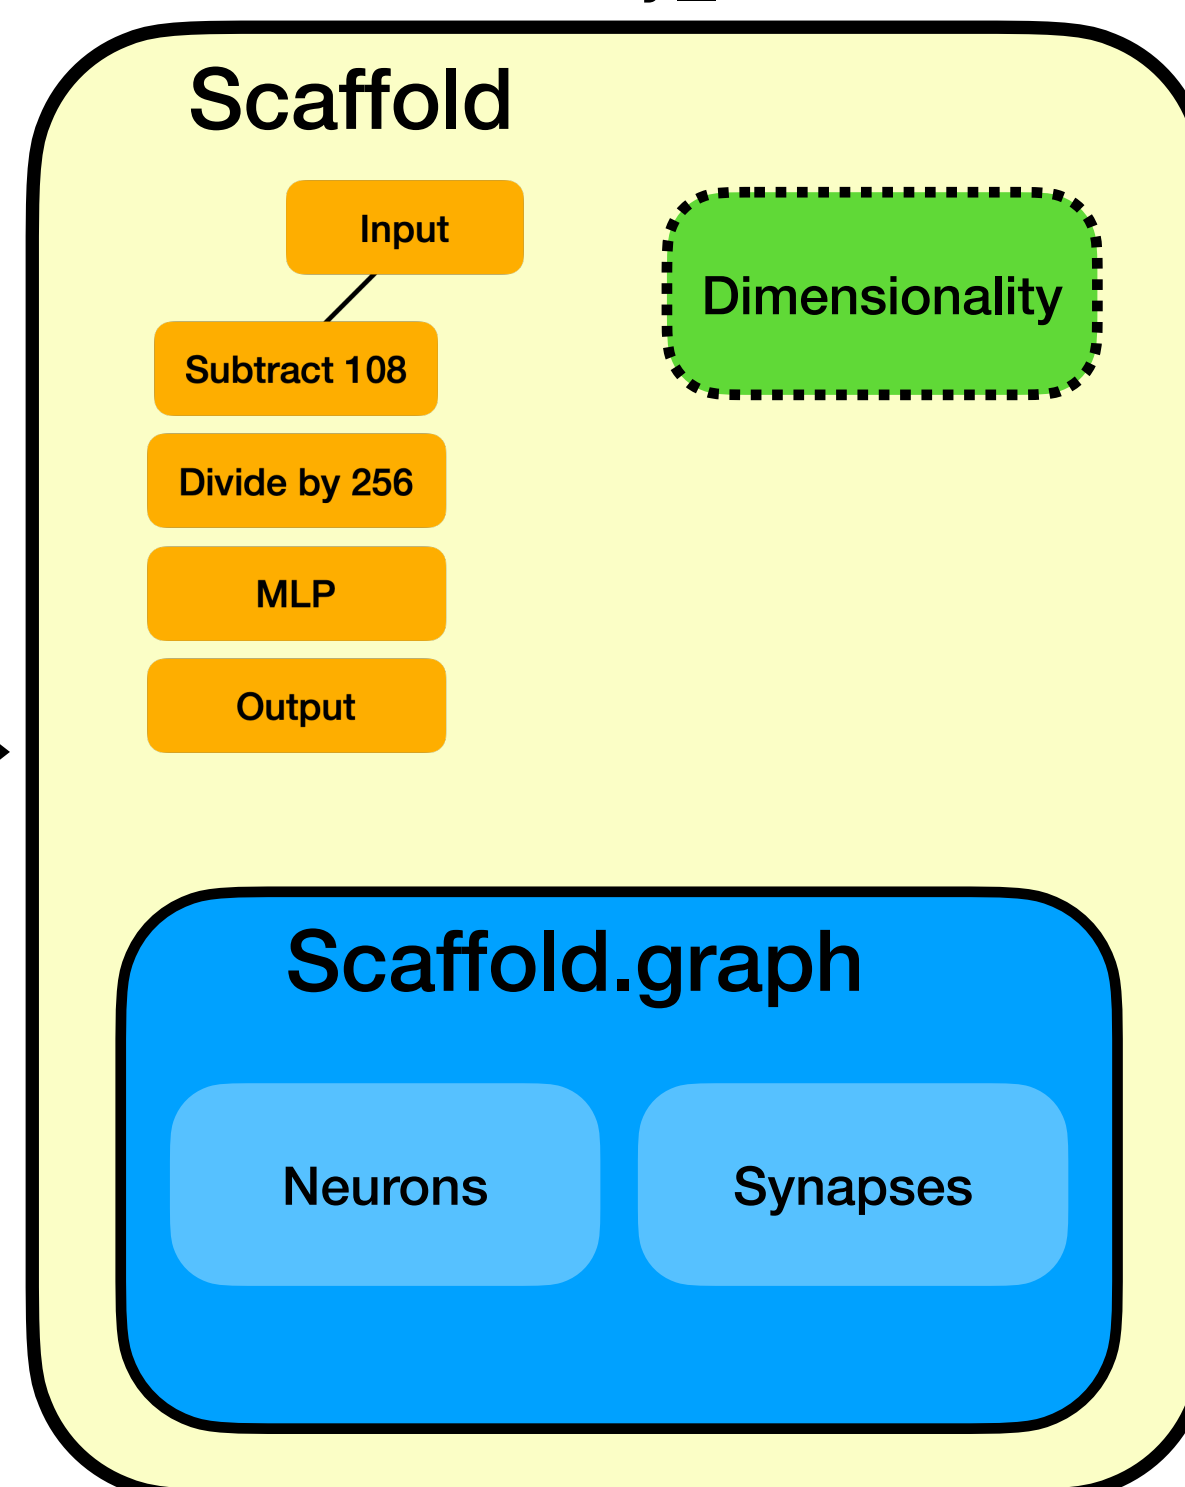 Scaffold
Input
Dimensionality
Subtract 108
Divide by 256
MLP
Output
Scaffold.graph
Neurons
Synapses